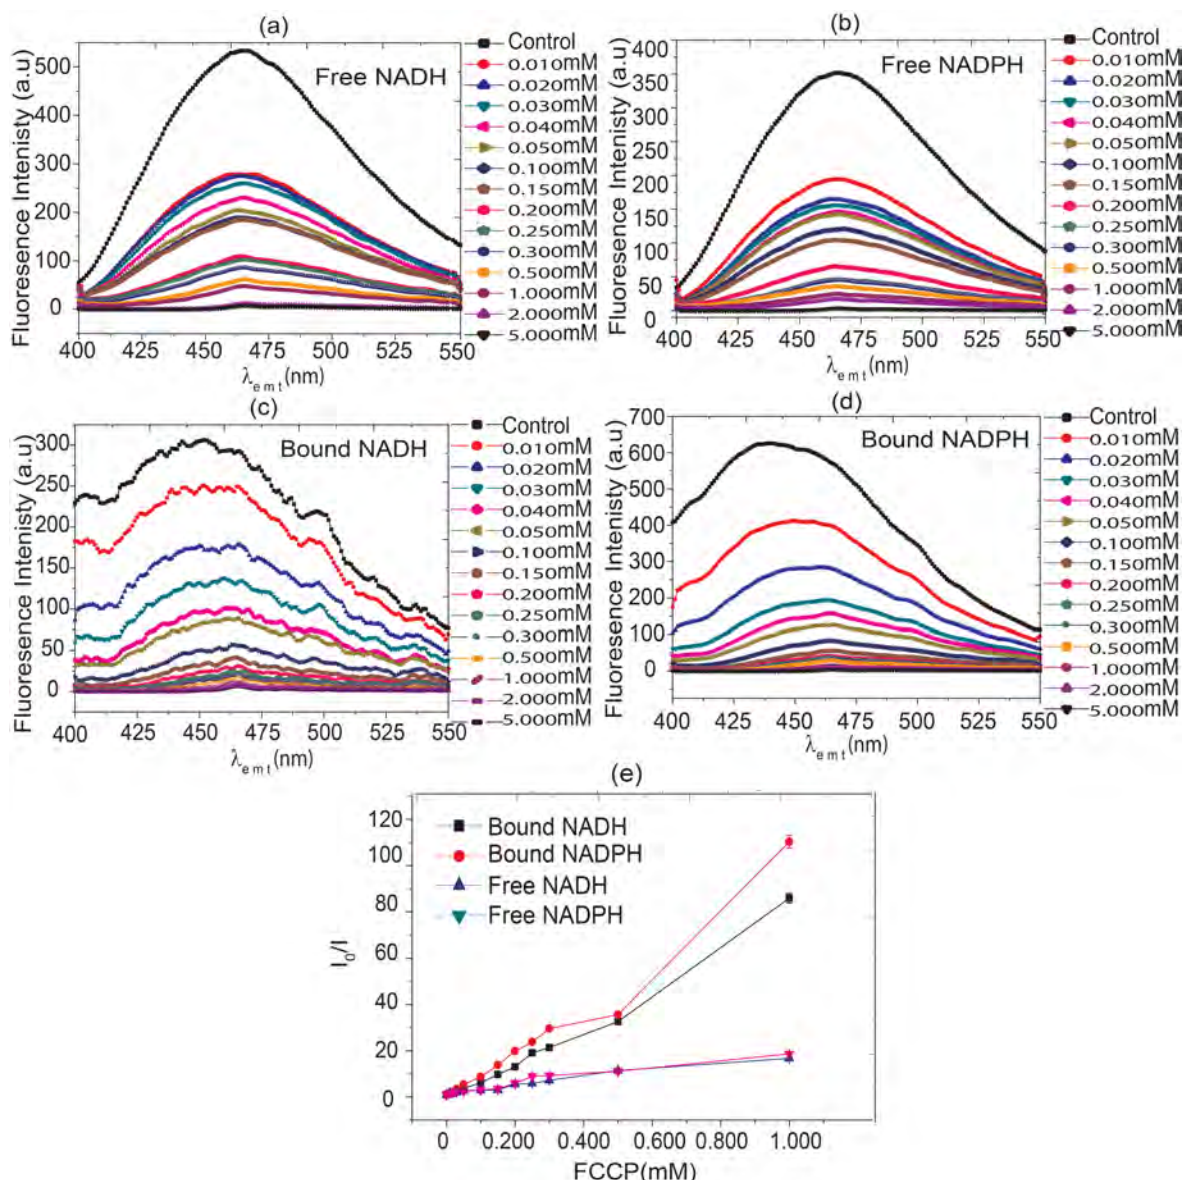 (a)
Free NADH
Fluoresence Intenisty (a.u)
500
300
200
100
0
400 425 450 475 500 525 550
λemt(nm)
Control
0.010mM
0.020mM
0.030mM
0.040mM
0.050mM
0.100mM
0.150mM
0.200mM
0.250mM
0.300mM
0.500mM
1.000mM
2.000mM
5.000mM
(b)
Free NADPH
Fluoresence Intensity (a.u)
400
350
300
200
150
100
50
0
400 425 450 475 500 525 550
λemt(nm)
Control
0.010mM
0.020mM
0.030mM
0.040mM
0.050mM
0.100mM
0.150mM
0.200mM
0.250mM
0.300mM
0.500mM
1.000mM
2.000mM
5.000mM
(c)
Bound NADH
Fluoresence Intenisty (a.u)
300
250
200
150
100
50
0
400 425 450 475 500 525 550
λemt(nm)
Control
0.010mM
0.020mM
0.030mM
0.040mM
0.050mM
0.100mM
0.150mM
0.200mM
0.250mM
0.300mM
0.500mM
1.000mM
2.000mM
5.000mM
(d)
Bound NADPH
Fluoresence Intenisty (a.u)
700
600
400
300
200
100
0
400 425 450 475 500 525 550
λemt(nm)
Control
0.010mM
0.020mM
0.030mM
0.040mM
0.050mM
0.100mM
0.150mM
0.200mM
0.250mM
0.300mM
0.500mM
1.000mM
2.000mM
5.000mM
(e)
Bound NADH
Bound NADPH
Free NADH
Free NADPH
I0/I
120
100
80
60
40
20
0
0 0.200 0.400 0.600 0.800 1.000
FCCP(mM)